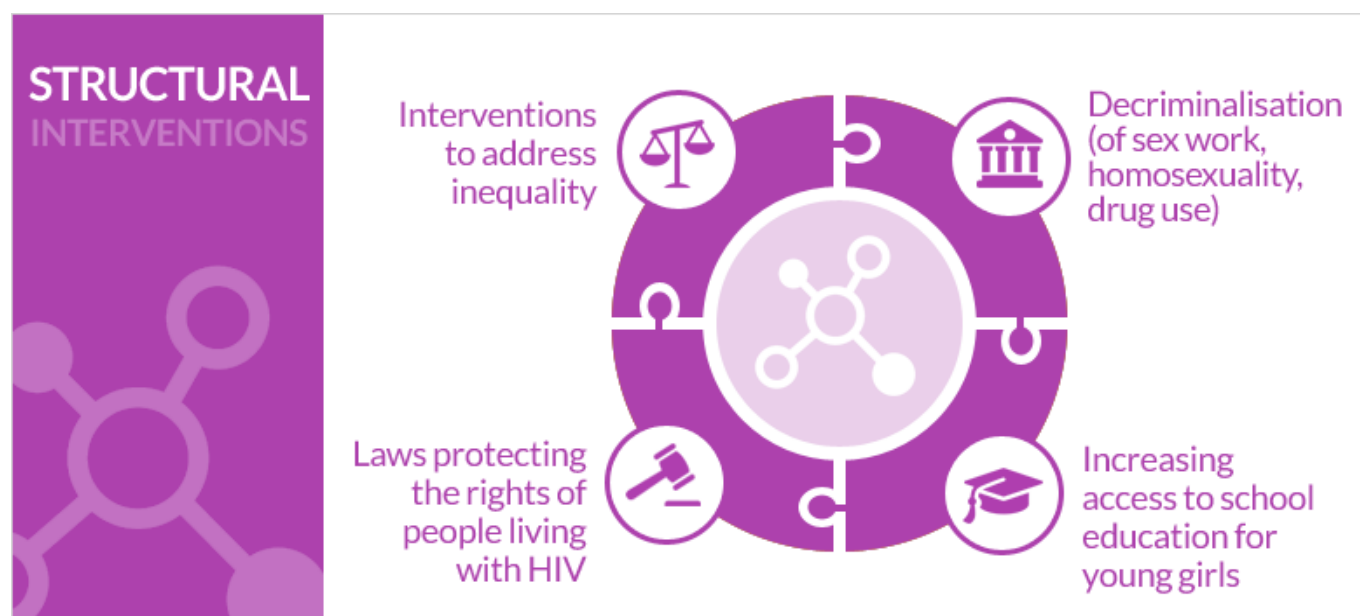 STRUCTURAL
INTERVENTIONS
Interventions
to address
inequality
Decriminalisation
(of sex work,
homosexuality,
drug use)
Laws protecting
the rights of
people living
with HIV
Increasing
access to school
education for
young girls